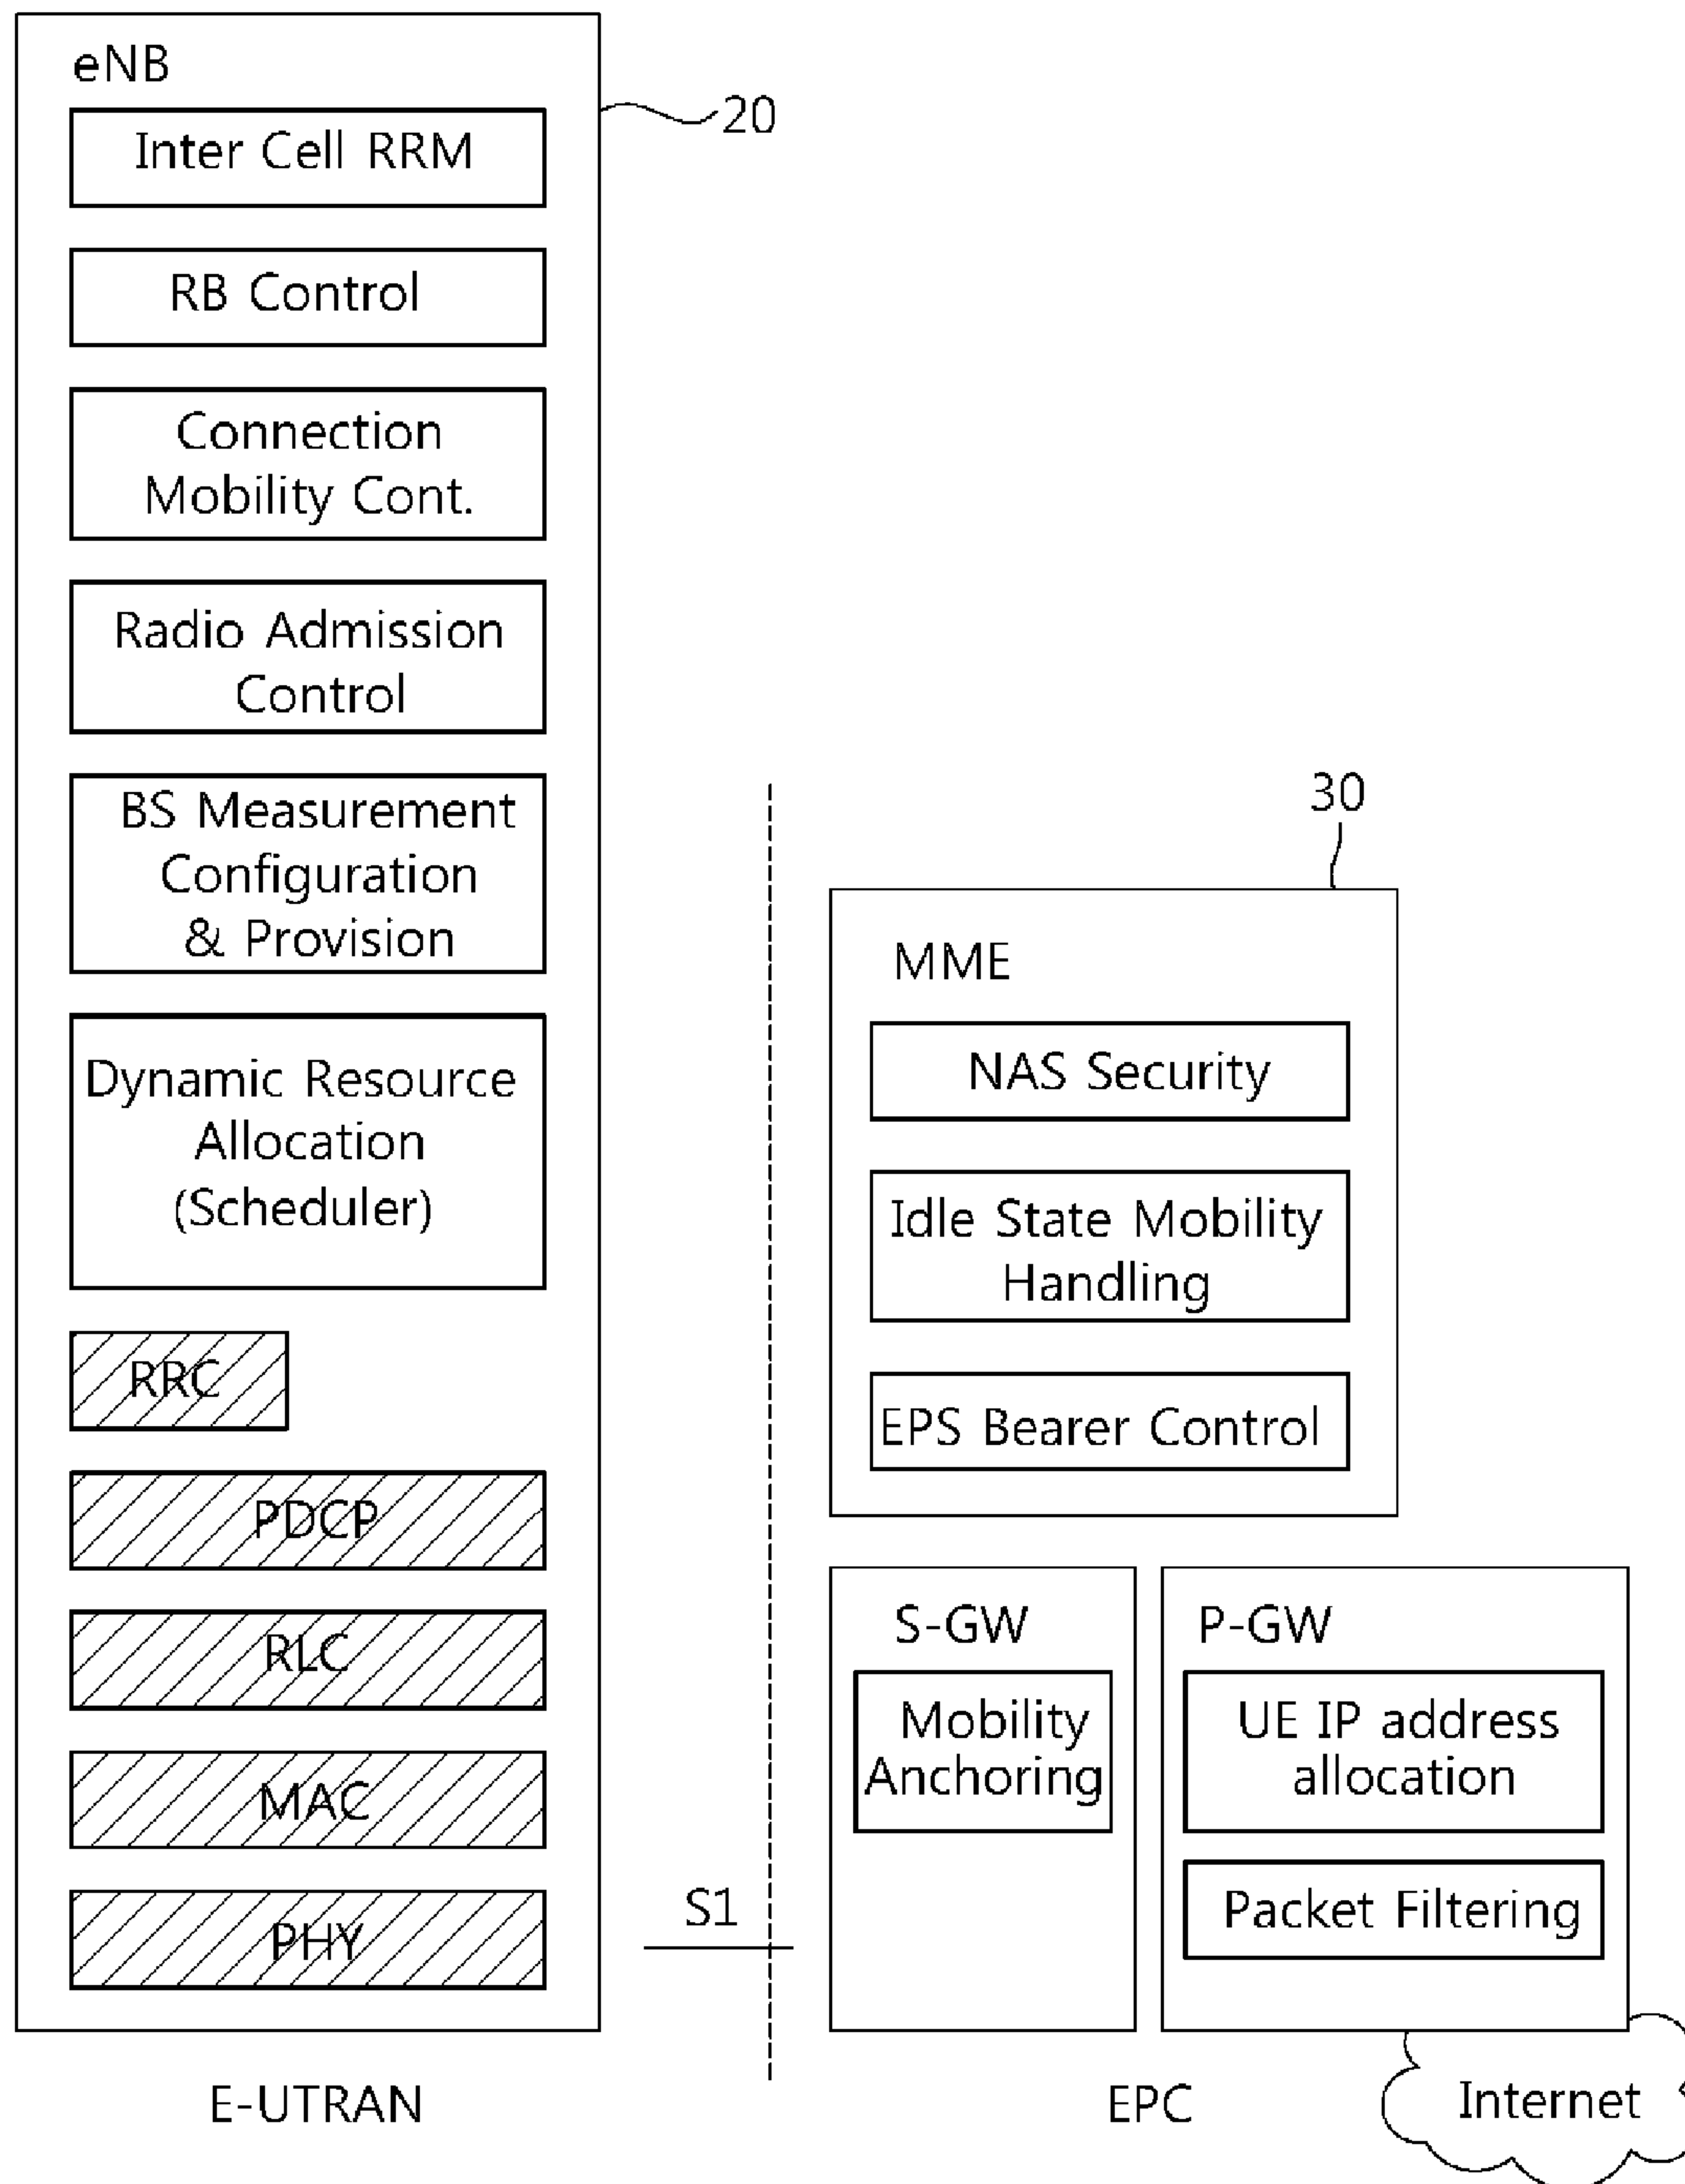 eNB
20
Inter Cell RRM
RB Control
Connection
Mobility Cont.
Radio Admission
Control
BS Measurement
Configuration
& Provision
Dynamic Resource
Allocation
(Scheduler)
RRC
PDCP
RLC
MAC
PHY
S1
E-UTRAN
30
MME
NAS Security
Idle State Mobility
Handling
EPS Bearer Control
S-GW
Mobility
Anchoring
P-GW
UE IP address
allocation
Packet Filtering
EPC
Internet